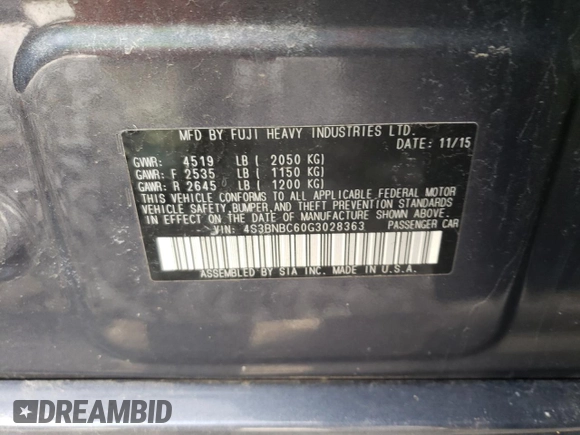 MFD BY FUJI HEAVY INDUSTRIES LTD.
DATE: 11/15
GVWR: 4519 LB ( 2050 KG)
GAWR: F 2535 LB ( 1150 KG)
GAWR: R 2645 LB ( 1200 KG)
THIS VEHICLE CONFORMS TO ALL APPLICABLE FEDERAL MOTOR
VEHICLE SAFETY, BUMPER, AND THEFT PREVENTION STANDARDS
IN EFFECT ON THE DATE OF MANUFACTURE SHOWN ABOVE.
VIN: 4S3BNBC60G3028363 PASSENGER CAR
ASSEMBLED BY SIA INC. MADE IN U.S.A.
DREAMBID